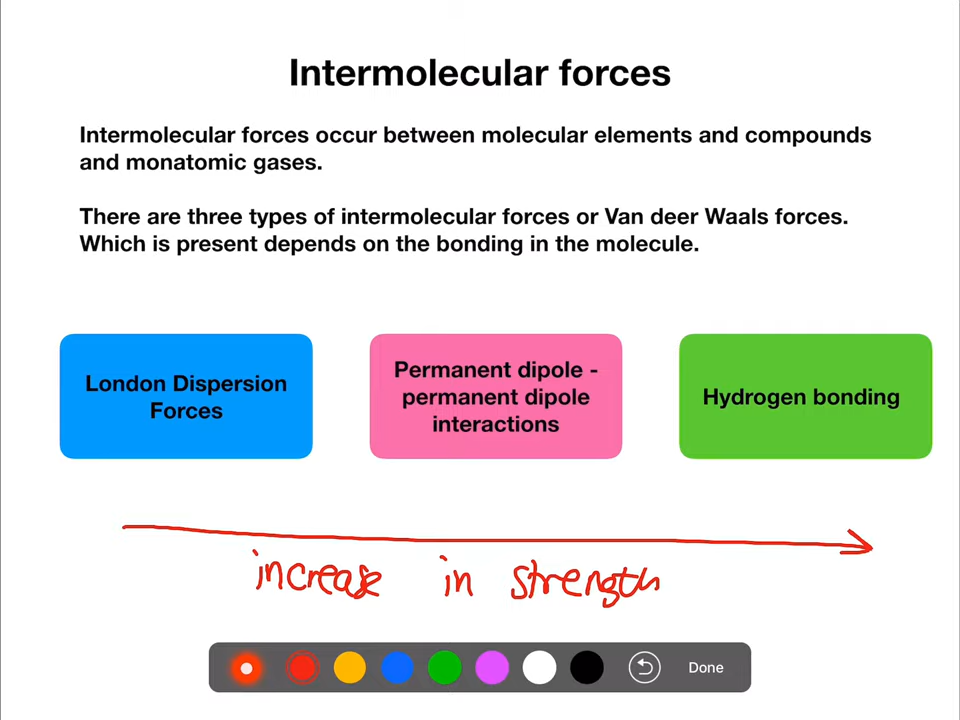 Intermolecular forces
Intermolecular forces occur between molecular elements and compounds
and monatomic gases.
There are three types of intermolecular forces or Van deer Waals forces.
Which is present depends on the bonding in the molecule.
London Dispersion
Forces
Permanent dipole -
permanent dipole
interactions
Hydrogen bonding
increase in strength
Done